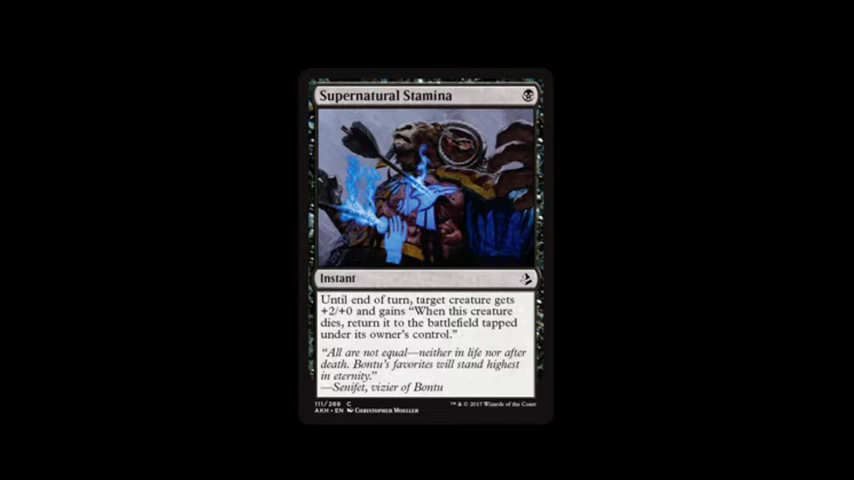 Supernatural Stamina
Instant
Until end of turn, target creature gets
+2/+0 and gains “When this creature
dies, return it to the battlefield tapped
under its owner's control.”
“All are not equal—neither in life nor after
death. Bontu's favorites will stand highest
in eternity.”
—Senifet, vizier of Bontu
111/269 C
AKH • EN Christopher Moeller
™ & © 2017 Wizards of the Coast